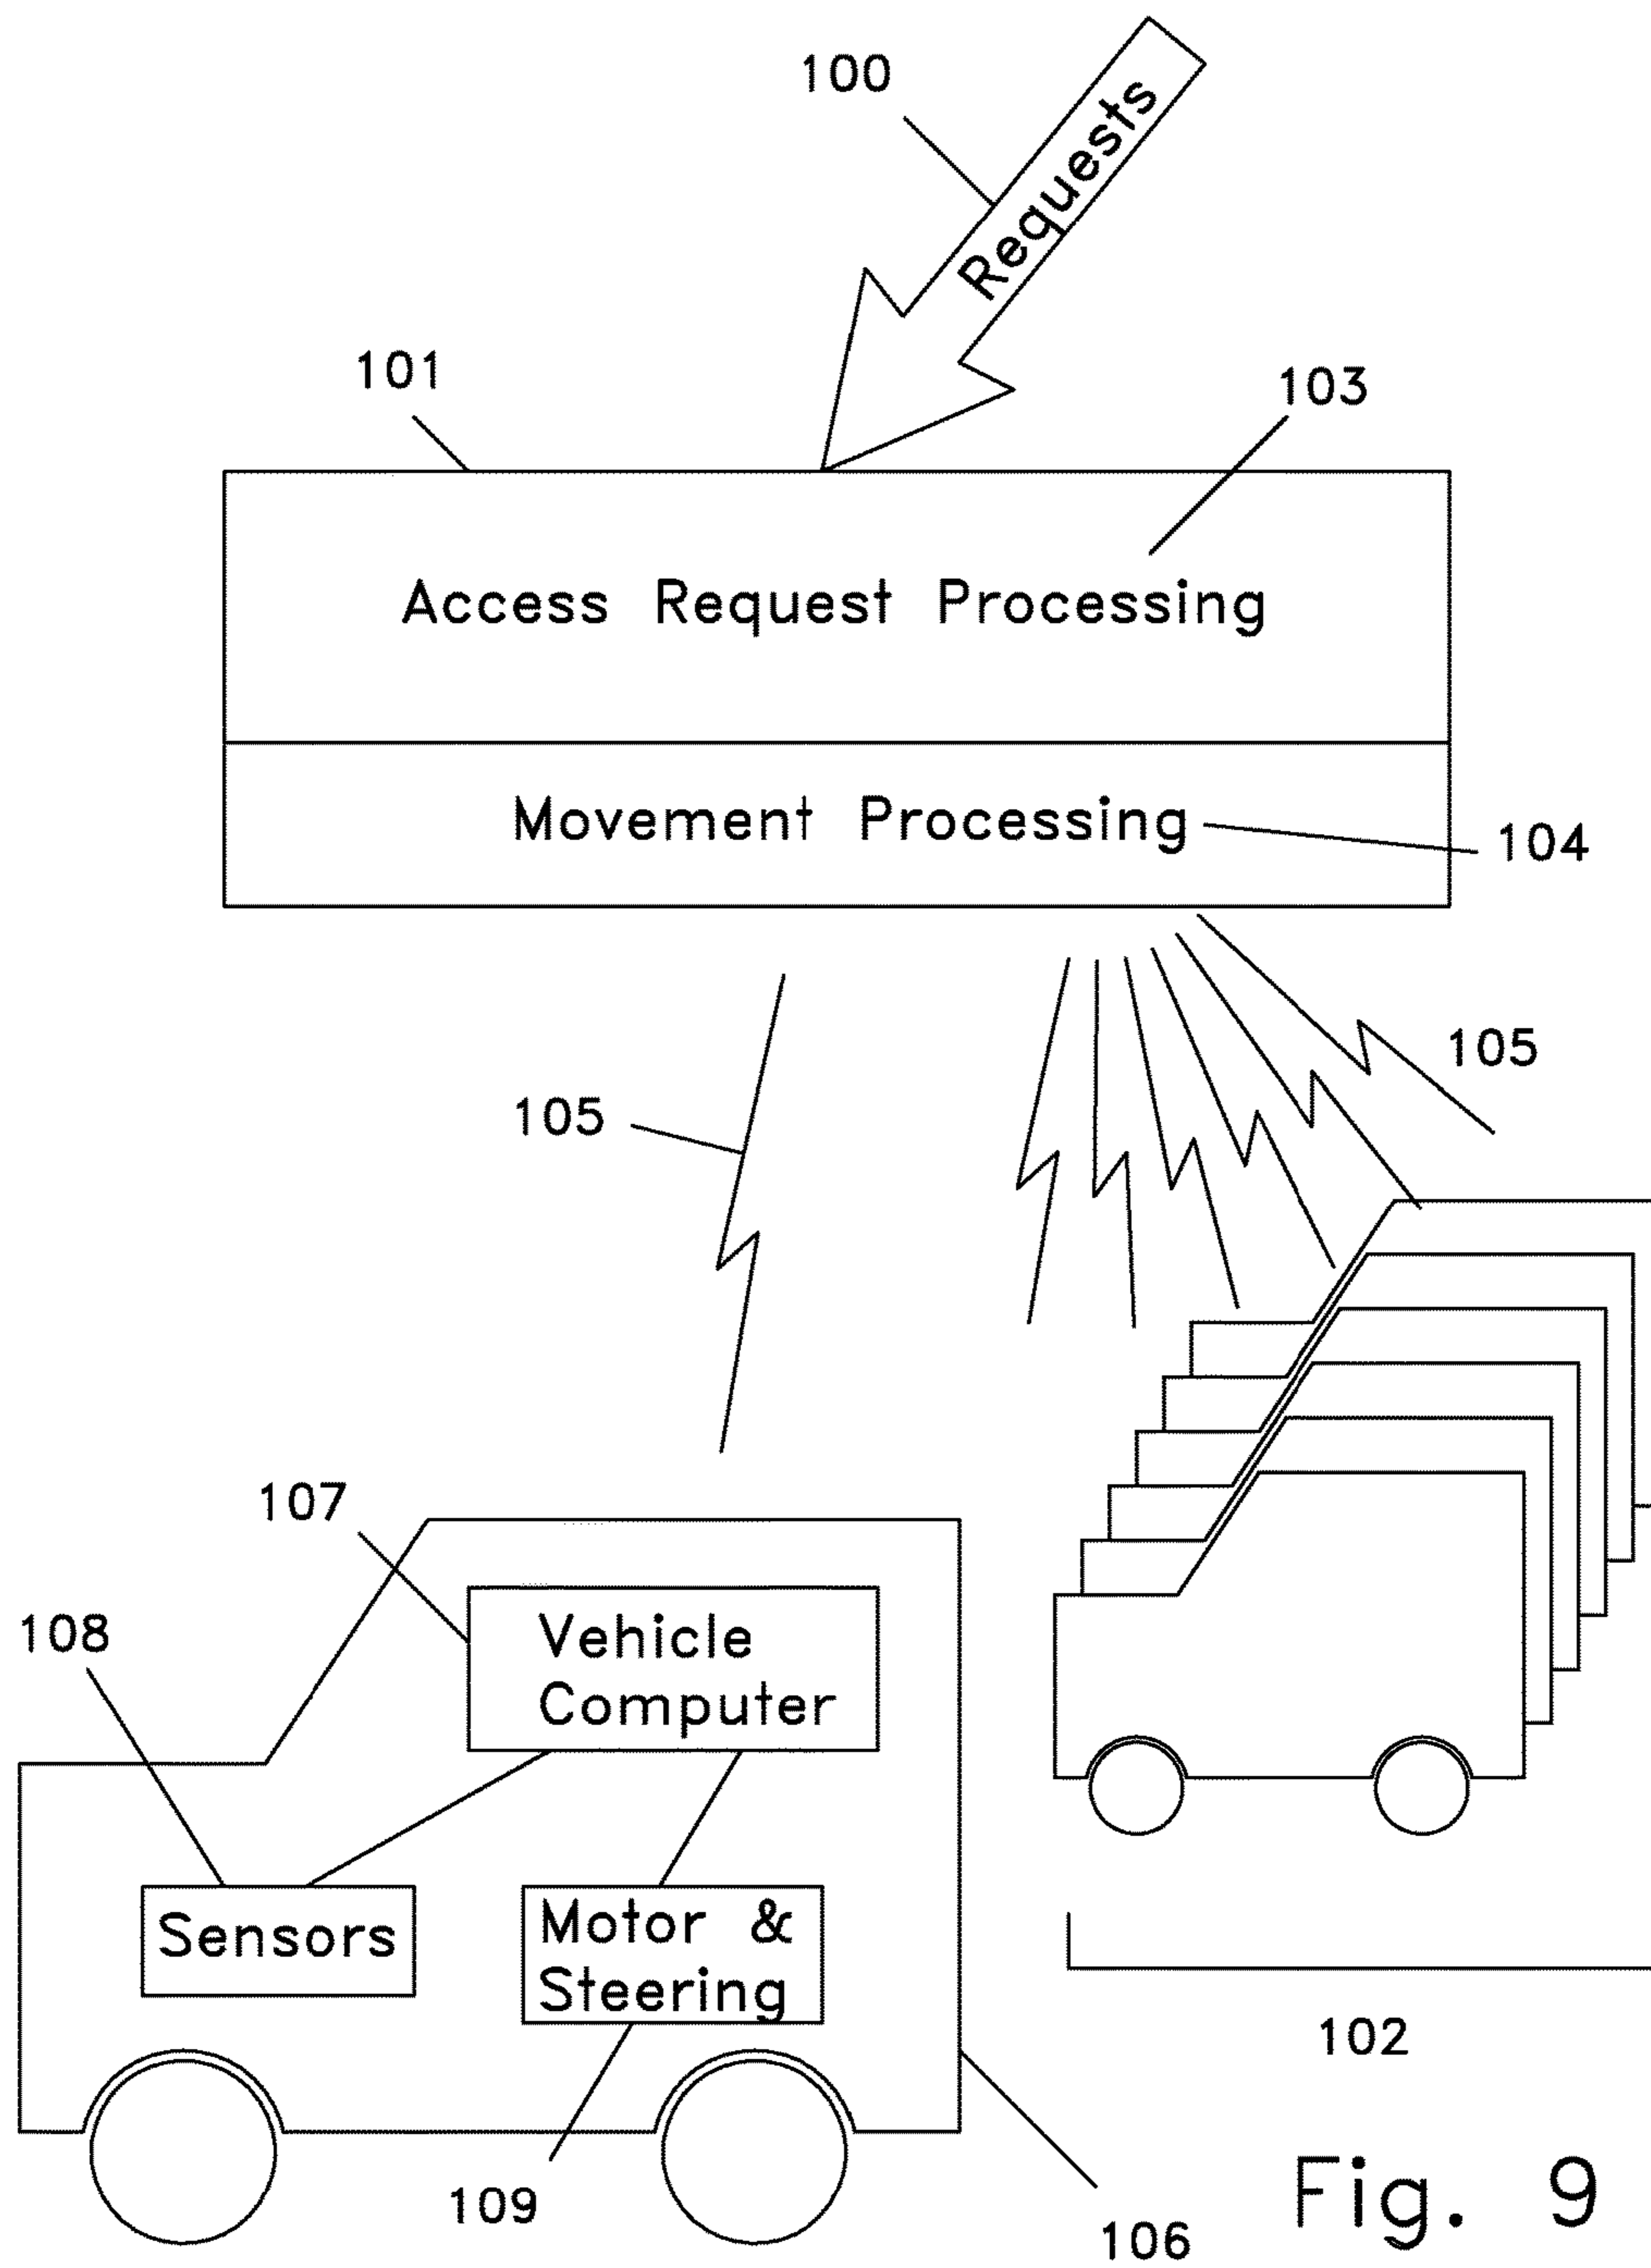 100
Requests
101
103
Access Request Processing
Movement Processing
104
105
105
107
108
Vehicle
Computer
Sensors
Motor &
Steering
102
109
106
Fig. 9